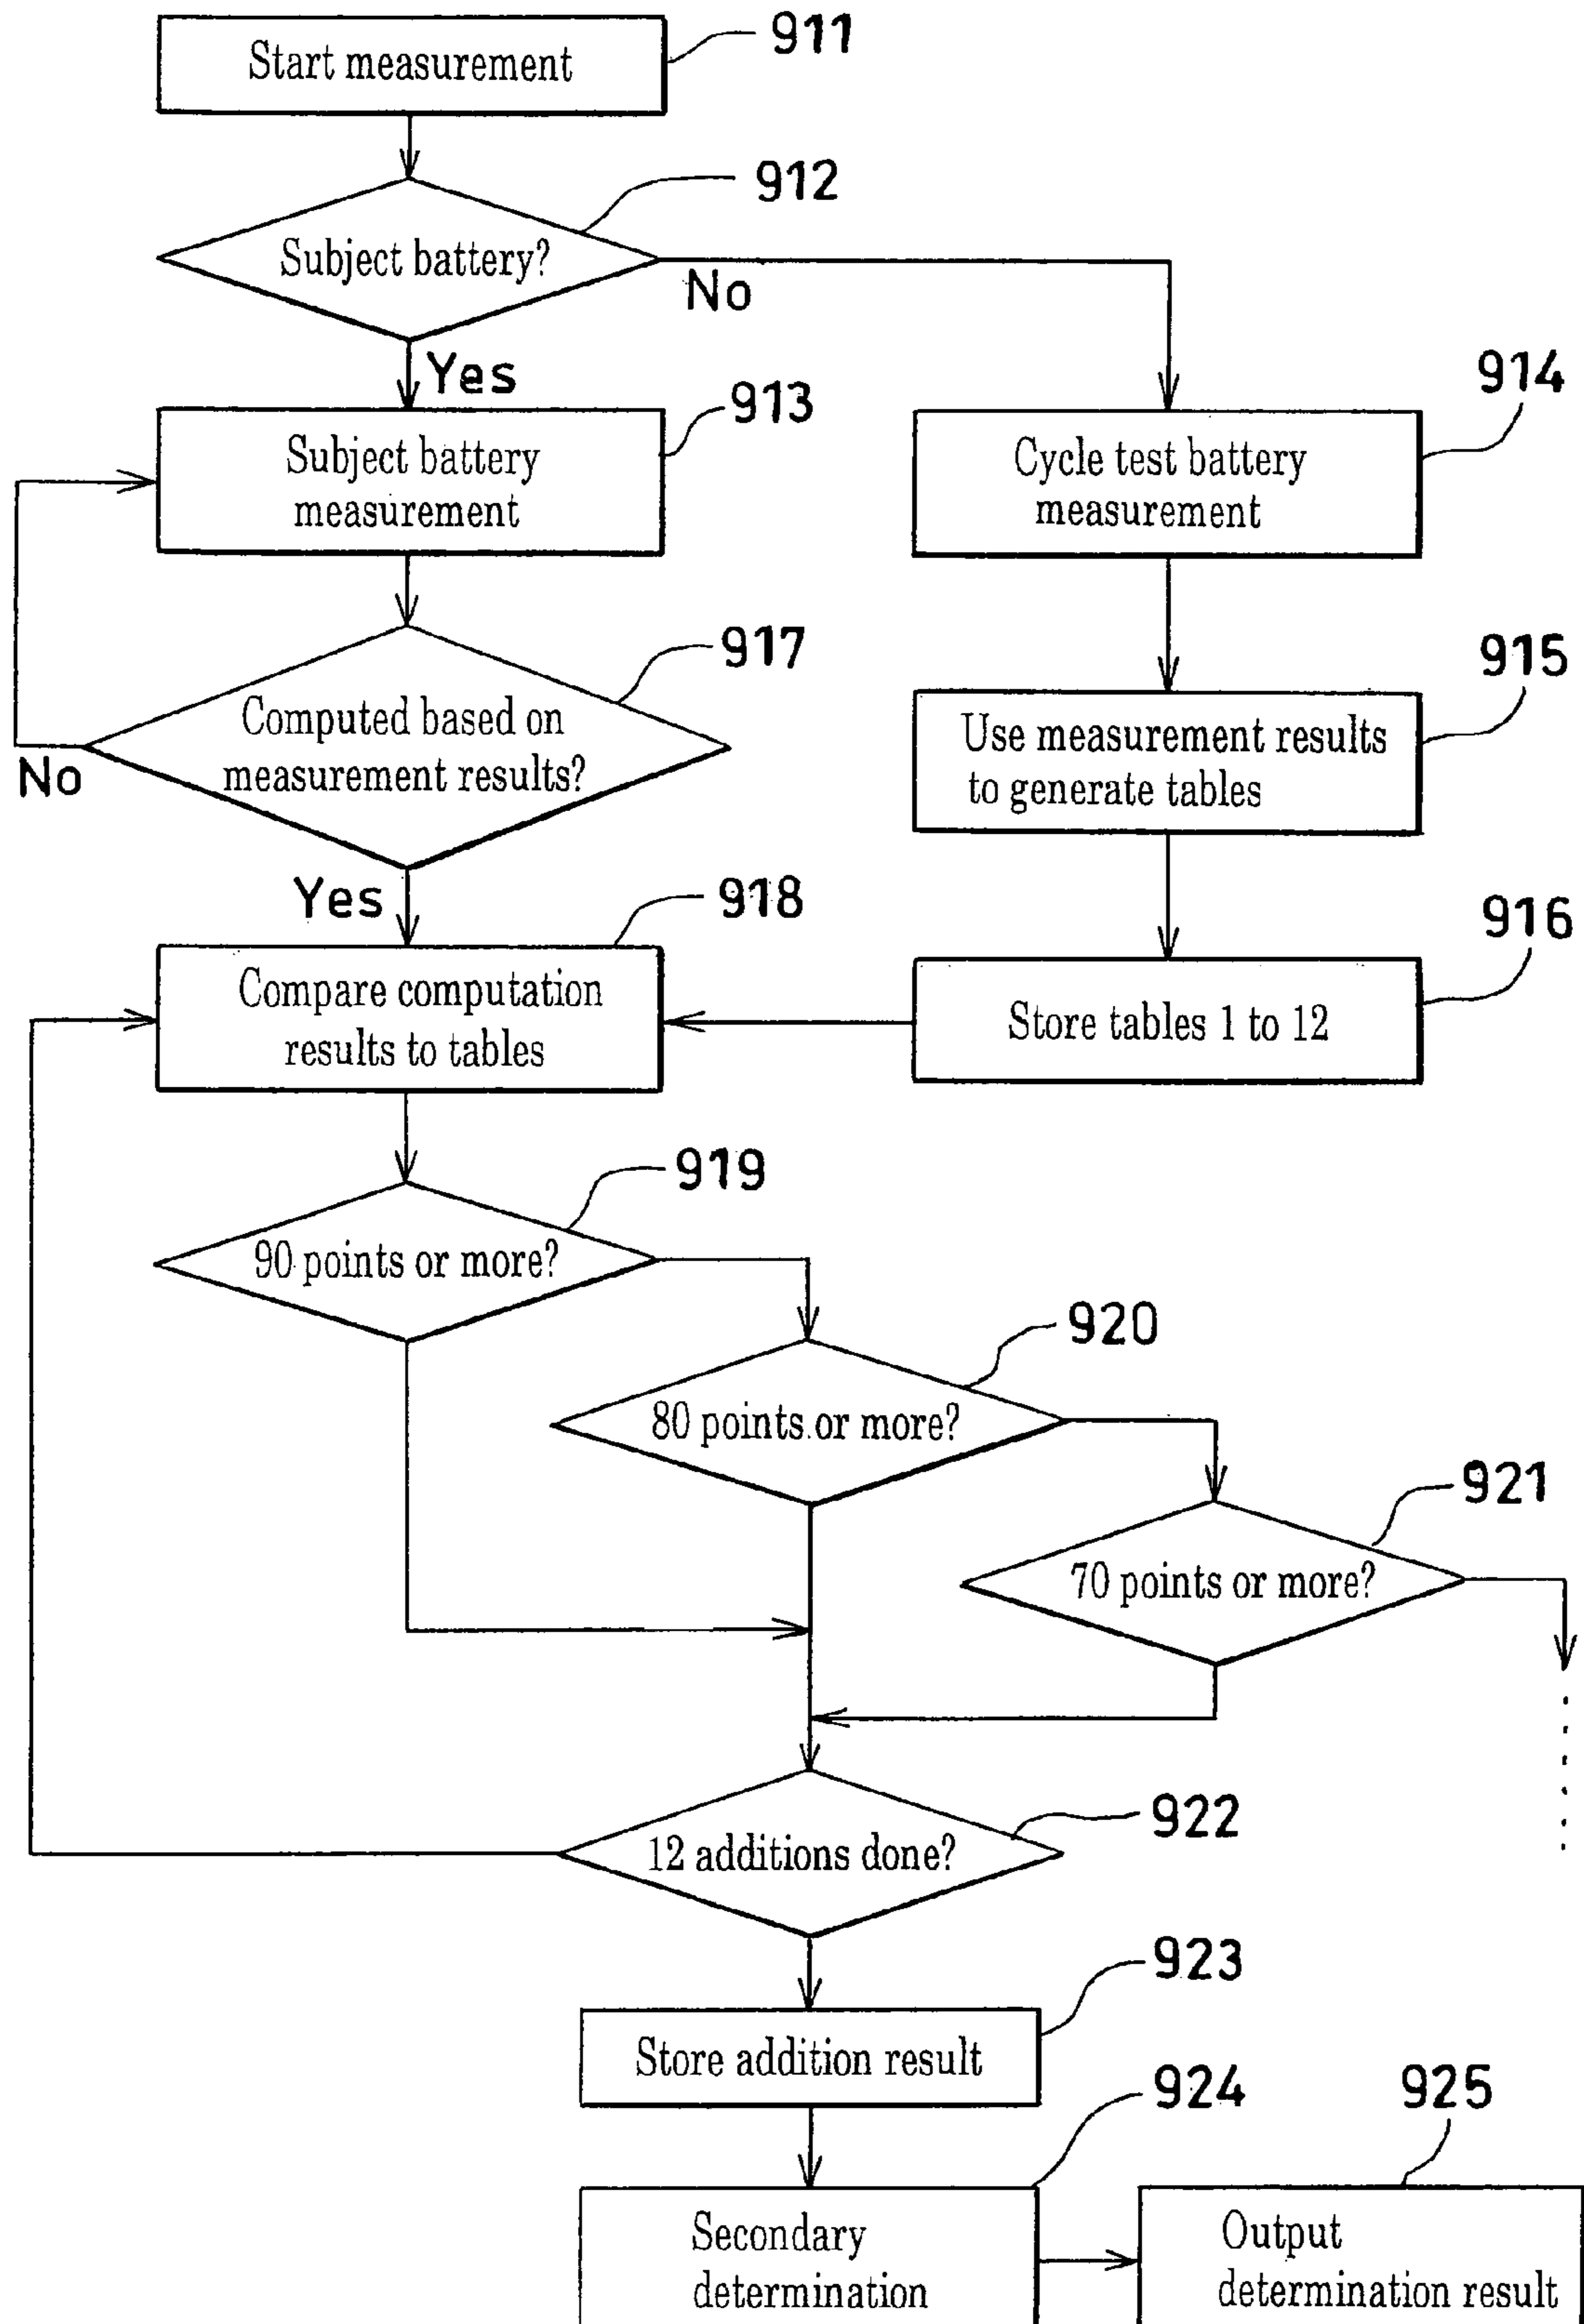 911
Start measurement
912
Subject battery?
No
Yes
913
914
Subject battery
measurement
Cycle test battery
measurement
917
915
Computed based on
measurement results?
No
Use measurement results
to generate tables
Yes
918
916
Compare computation
results to tables
Store tables 1 to 12
919
90 points or more?
920
80 points or more?
921
70 points or more?
922
12 additions done?
923
Store addition result
924
925
Secondary
determination
Output
determination result